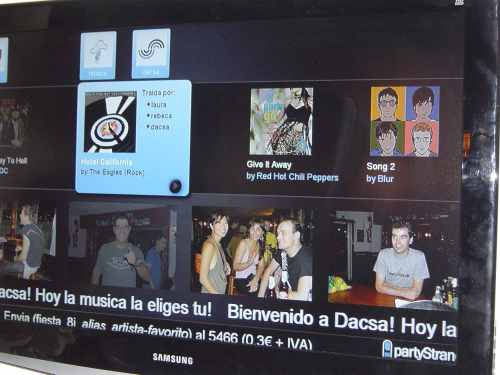 Traida por:
• laura
• rebeca
• dacsa
Hotel California
by The Eagles (Rock)
Give It Away
by Red Hot Chili Peppers
Song 2
by Blur
ay To Hell
DC
acsa! Hoy la musica la eliges tu! Bienvenido a Dacsa! Hoy la
Envia (fiesta 8i alias artista-favorito) al 5466 (0.3€ + IVA)
partyStran
SAMSUNG